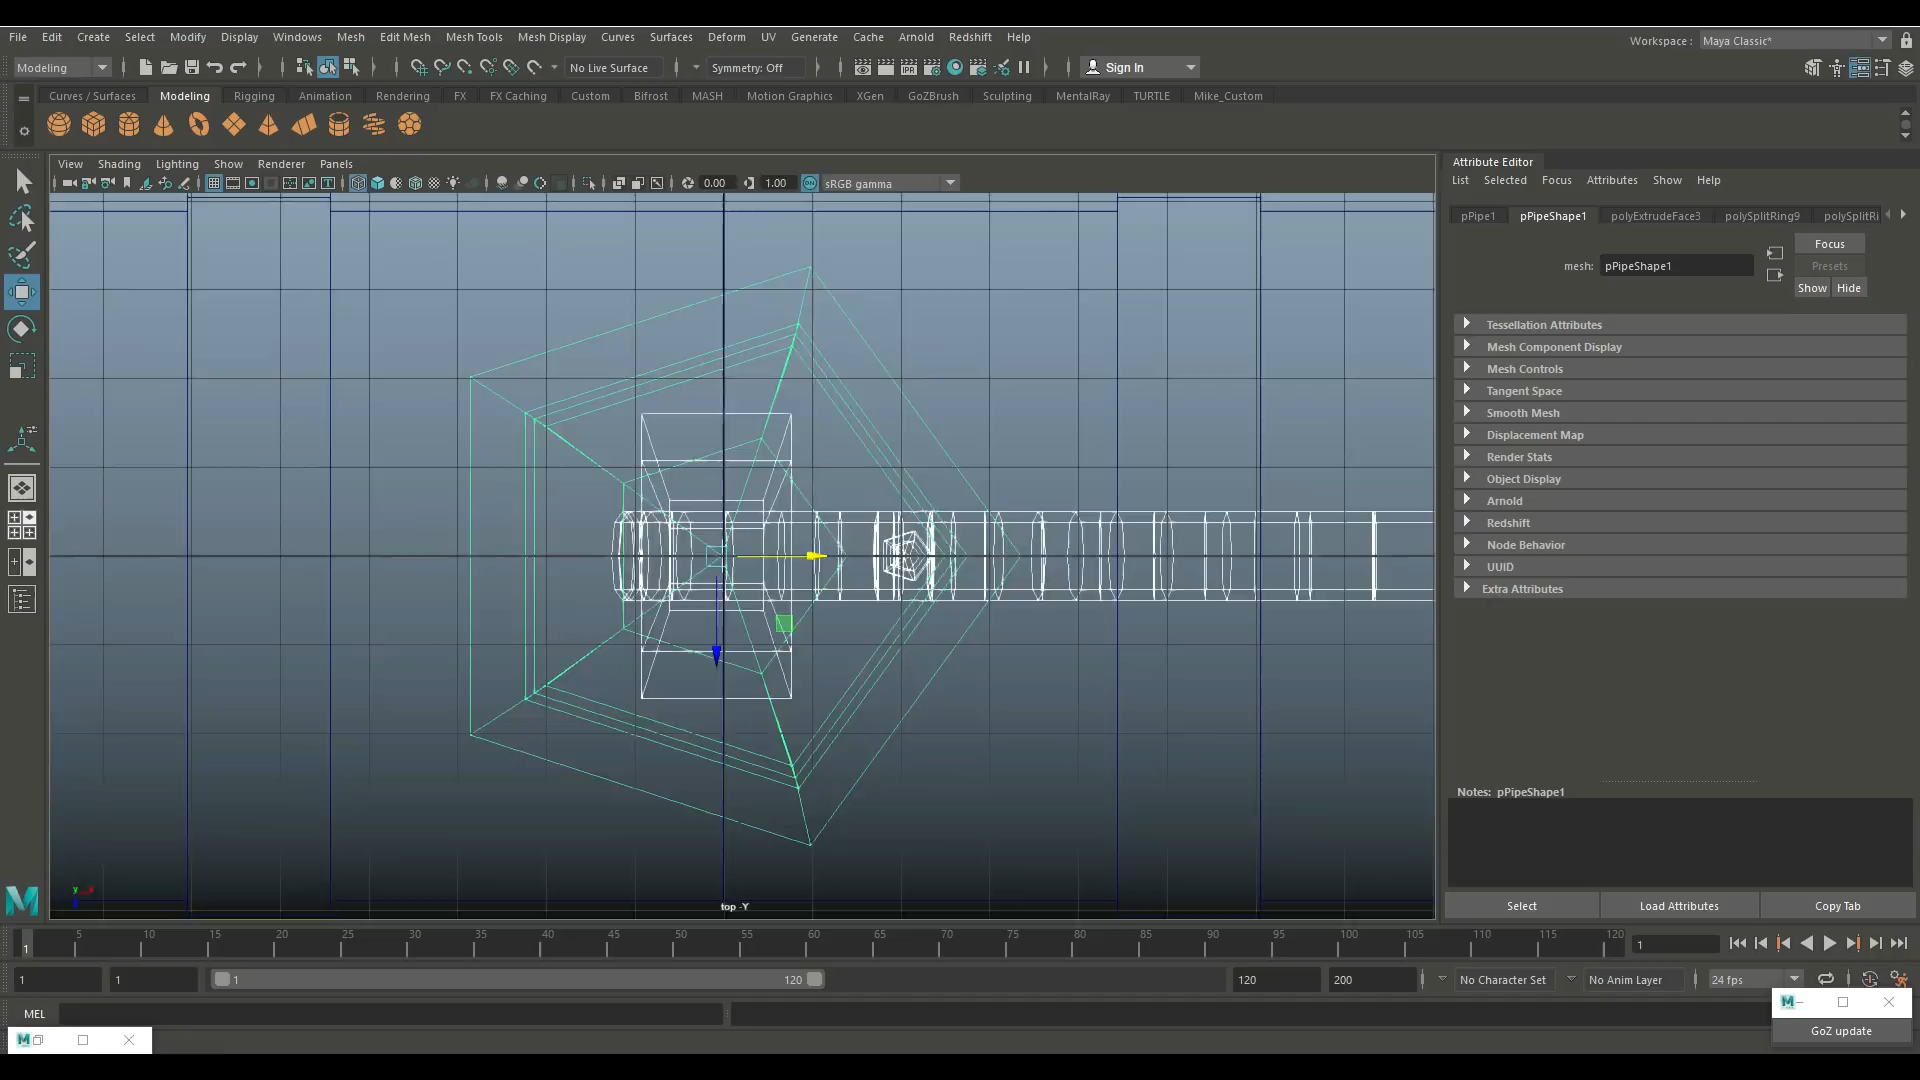 File Edit Create Select Modify Display Windows Mesh Edit Mesh Mesh Tools Mesh Display Curves Surfaces Deform UV Generate Cache Arnold Redshift Help
Workspace : Maya Classic*
Modeling No Live Surface Symmetry: Off Sign In
Curves / Surfaces Modeling Rigging Animation Rendering FX FX Caching Custom Bifrost MASH Motion Graphics XGen GoZBrush Sculpting MentalRay TURTLE Mike_Custom
View Shading Lighting Show Renderer Panels
0.00 1.00 ON sRGB gamma
top -Y
y x
Attribute Editor
List Selected Focus Attributes Show Help
pPipe1 pPipeShape1 polyExtrudeFace3 polySplitRing9 polySplitRi
Focus
mesh: pPipeShape1
Presets
Show Hide
Tessellation Attributes
Mesh Component Display
Mesh Controls
Tangent Space
Smooth Mesh
Displacement Map
Render Stats
Object Display
Arnold
Redshift
Node Behavior
UUID
Extra Attributes
Notes: pPipeShape1
Select Load Attributes Copy Tab
1 5 10 15 20 25 30 35 40 45 50 55 60 65 70 75 80 85 90 95 100 105 110 115 120 1
1 1 1 120 120 200 No Character Set No Anim Layer 24 fps
MEL
GoZ update